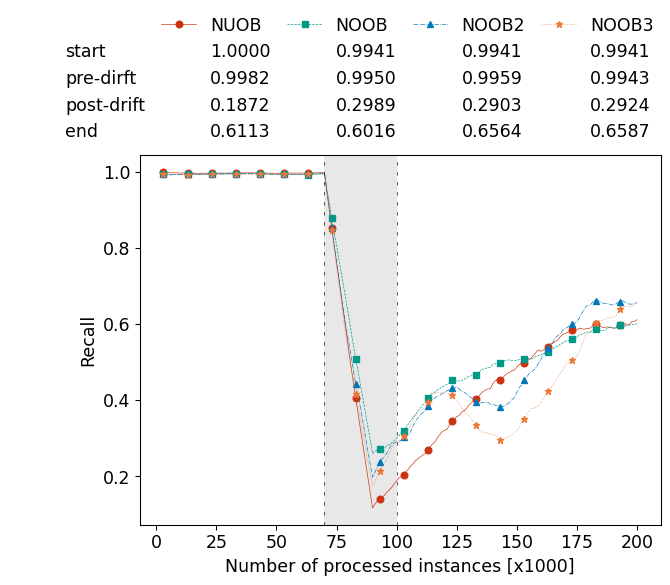 NUOB NOOB NOOB2 NOOB3
start 1.0000 0.9941 0.9941 0.9941
pre-dirft 0.9982 0.9950 0.9959 0.9943
post-drift 0.1872 0.2989 0.2903 0.2924
end 0.6113 0.6016 0.6564 0.6587
1.0
0.8
0.6
0.4
0.2
Recall
0 25 50 75 100 125 150 175 200
Number of processed instances [x1000]